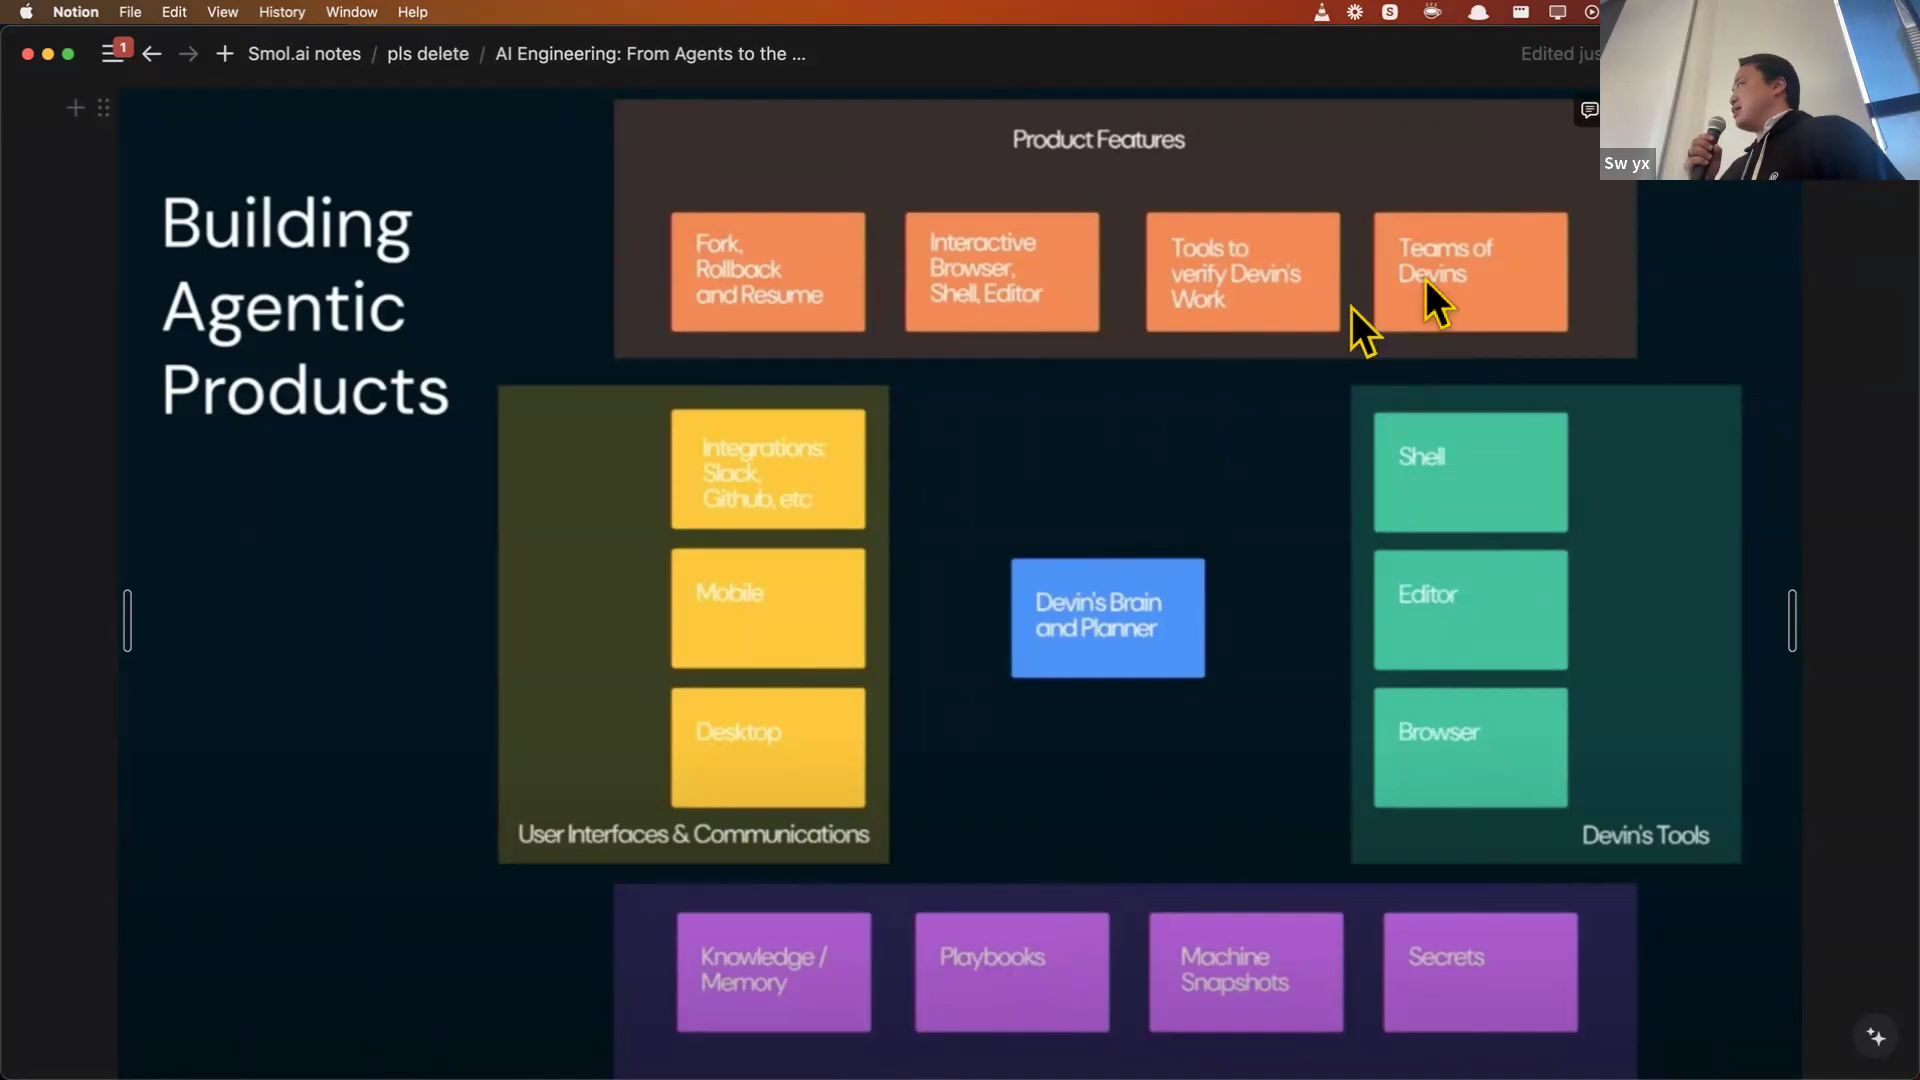 Notion File Edit View History Window Help
1
Smol.ai notes / pls delete / AI Engineering: From Agents to the ...
Edited jus
Sw yx
Building
Agentic
Products
Product Features
Fork,
Rollback
and Resume
Interactive
Browser,
Shell, Editor
Tools to
verify Devin's
Work
Teams of
Devins
Integrations:
Slack,
Github, etc
Mobile
Desktop
User Interfaces & Communications
Devin's Brain
and Planner
Shell
Editor
Browser
Devin's Tools
Knowledge /
Memory
Playbooks
Machine
Snapshots
Secrets